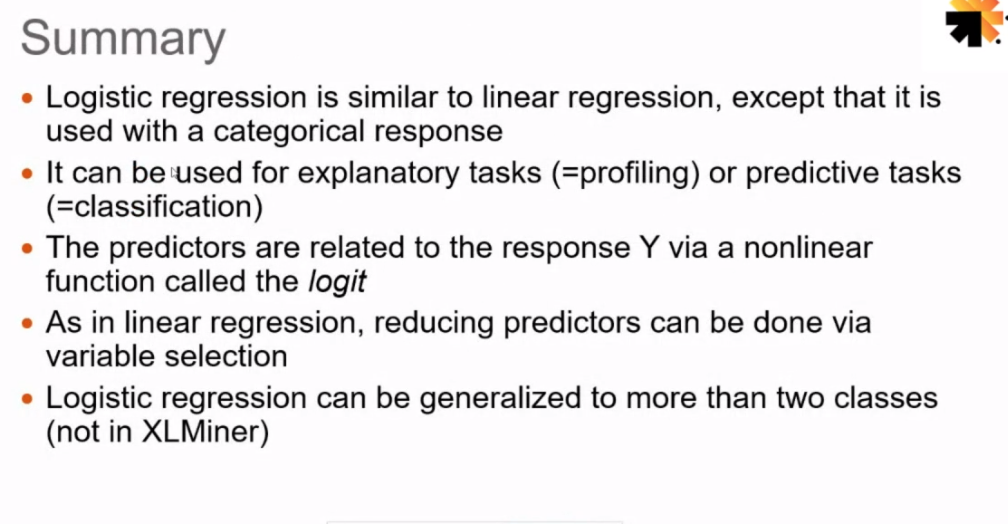 Summary
• Logistic regression is similar to linear regression, except that it is
used with a categorical response
• It can be used for explanatory tasks (=profiling) or predictive tasks
(=classification)
• The predictors are related to the response Y via a nonlinear
function called the logit
• As in linear regression, reducing predictors can be done via
variable selection
• Logistic regression can be generalized to more than two classes
(not in XLMiner)